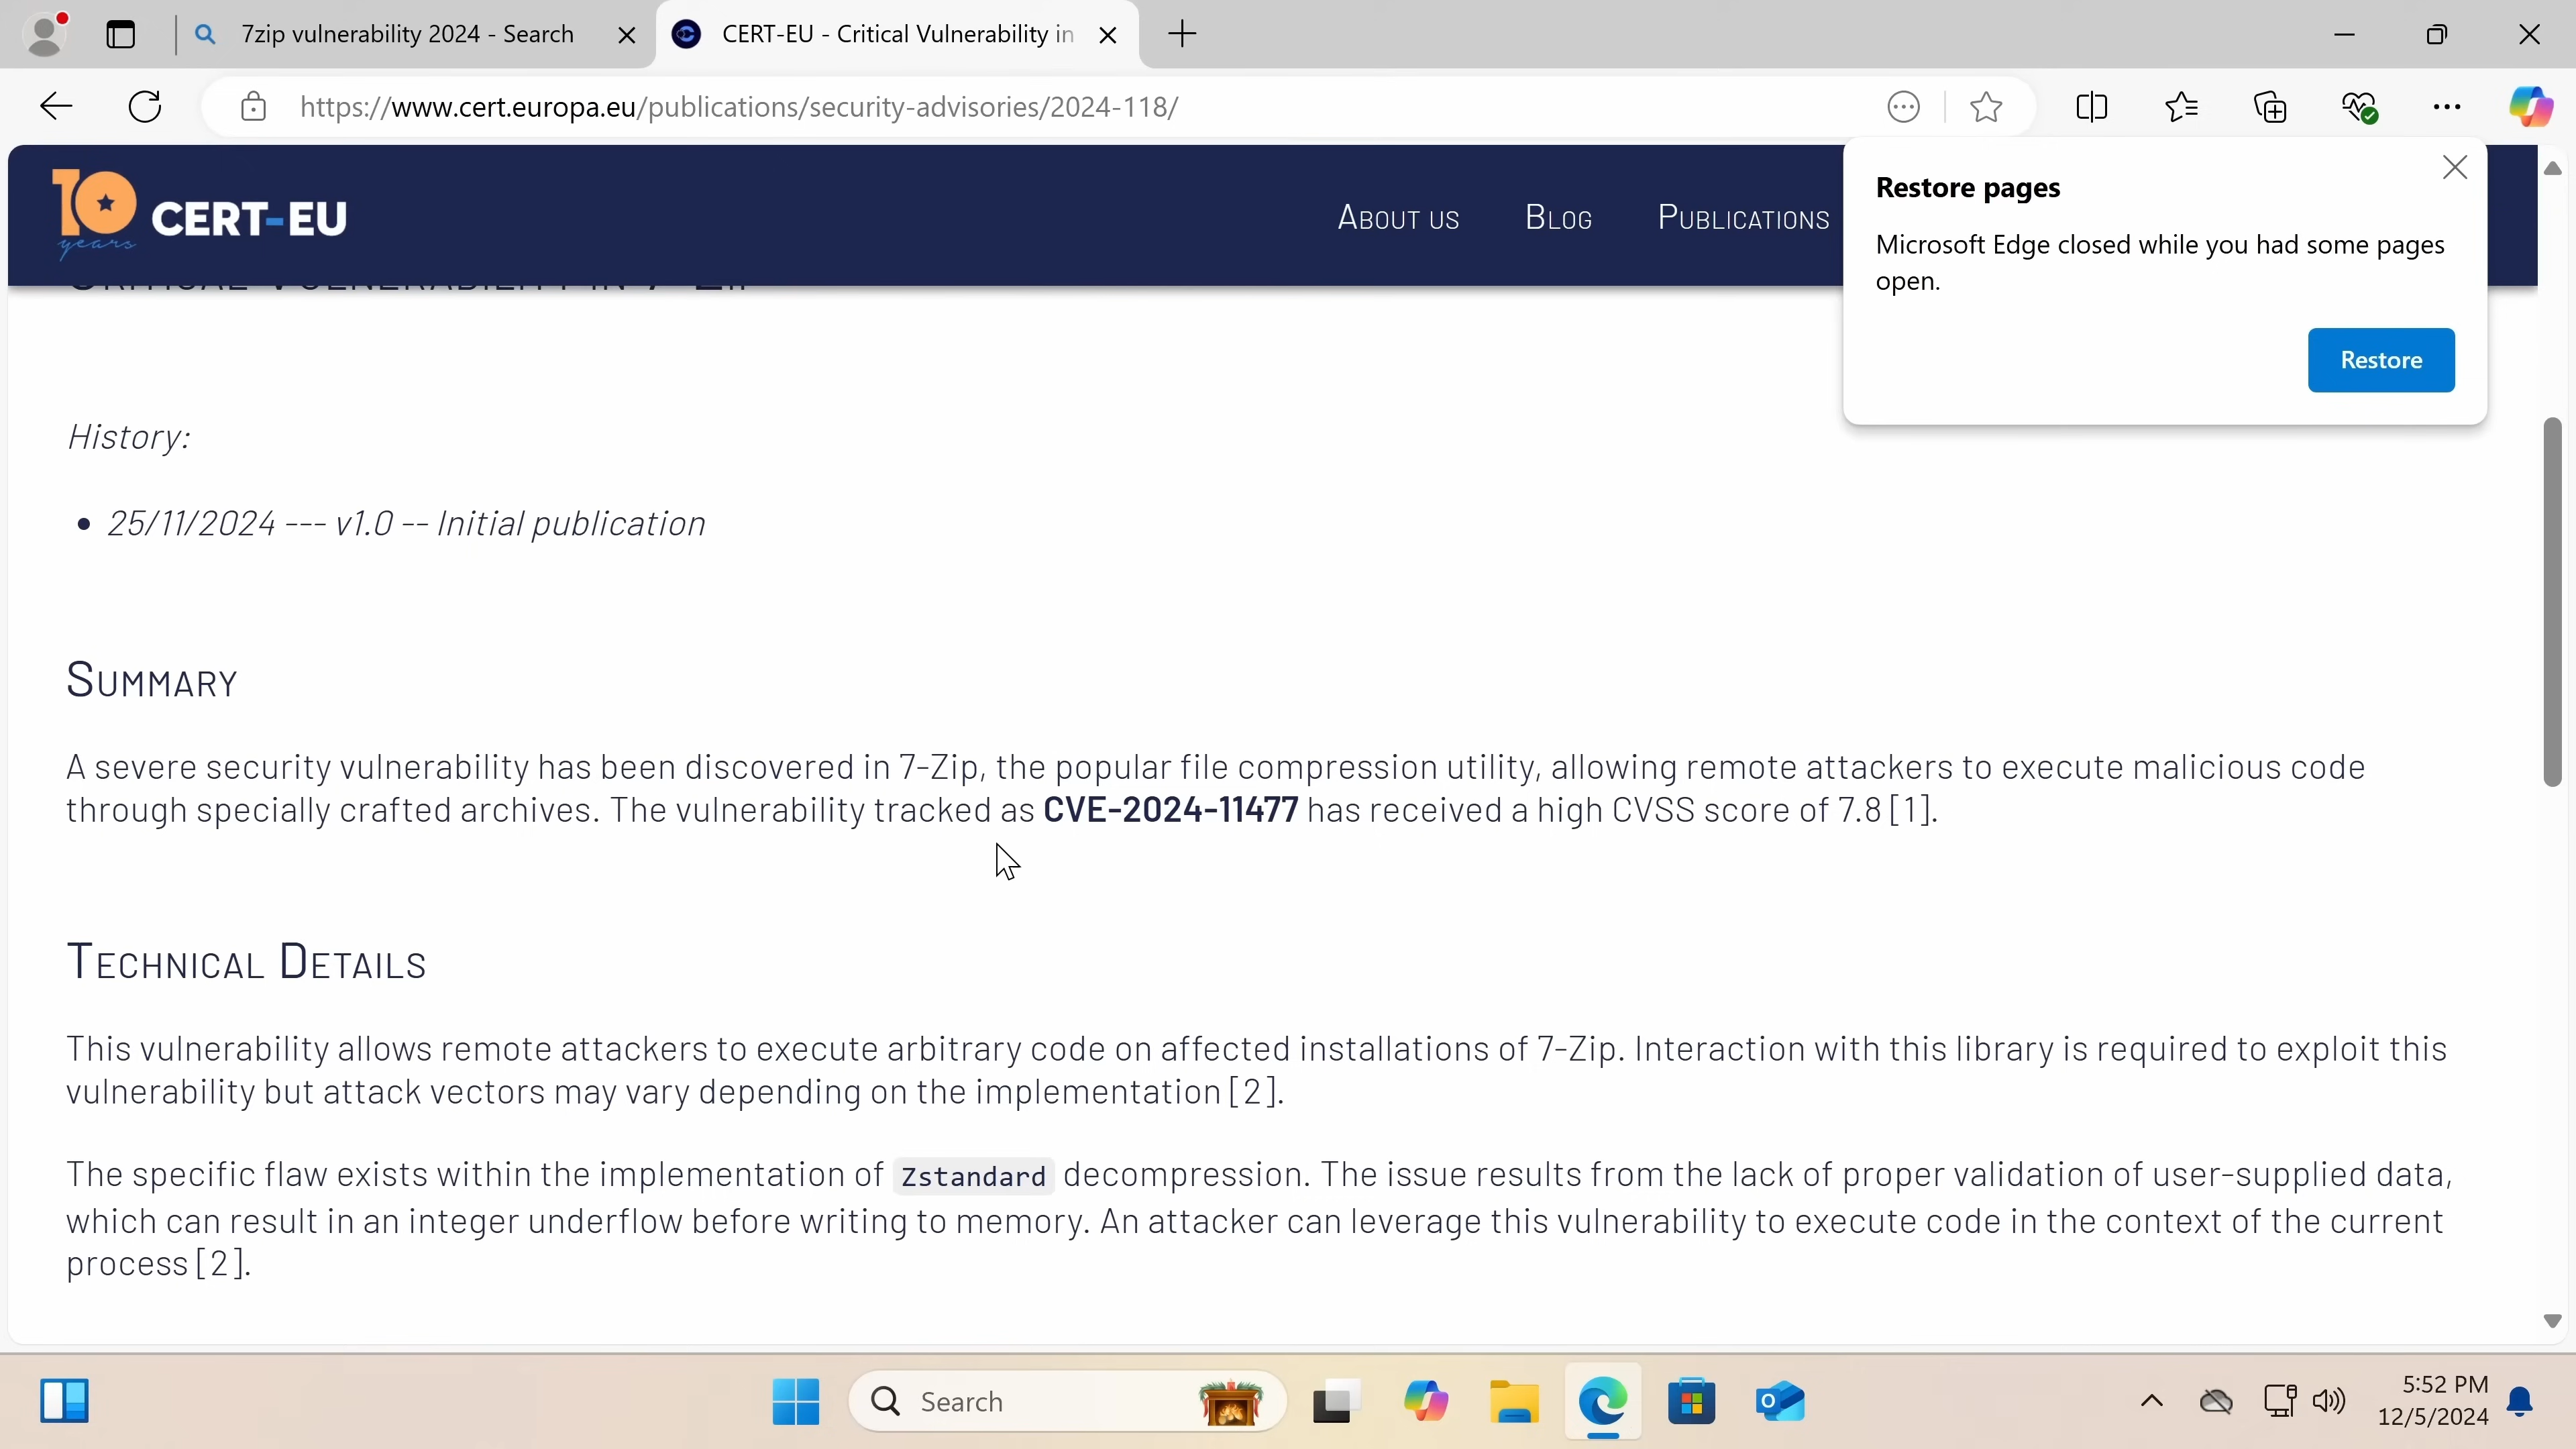 7zip vulnerability 2024 - Search
CERT-EU - Critical Vulnerability in
https://www.cert.europa.eu/publications/security-advisories/2024-118/
10 years CERT-EU
About us Blog Publications
Restore pages
Microsoft Edge closed while you had some pages
open.
Restore
Critical Vulnerability in 7-Zip
History:
• 25/11/2024 --- v1.0 -- Initial publication
Summary
A severe security vulnerability has been discovered in 7-Zip, the popular file compression utility, allowing remote attackers to execute malicious code
through specially crafted archives. The vulnerability tracked as CVE-2024-11477 has received a high CVSS score of 7.8 [1].
Technical Details
This vulnerability allows remote attackers to execute arbitrary code on affected installations of 7-Zip. Interaction with this library is required to exploit this
vulnerability but attack vectors may vary depending on the implementation [2].
The specific flaw exists within the implementation of Zstandard decompression. The issue results from the lack of proper validation of user-supplied data,
which can result in an integer underflow before writing to memory. An attacker can leverage this vulnerability to execute code in the context of the current
process [2].
Search
5:52 PM
12/5/2024